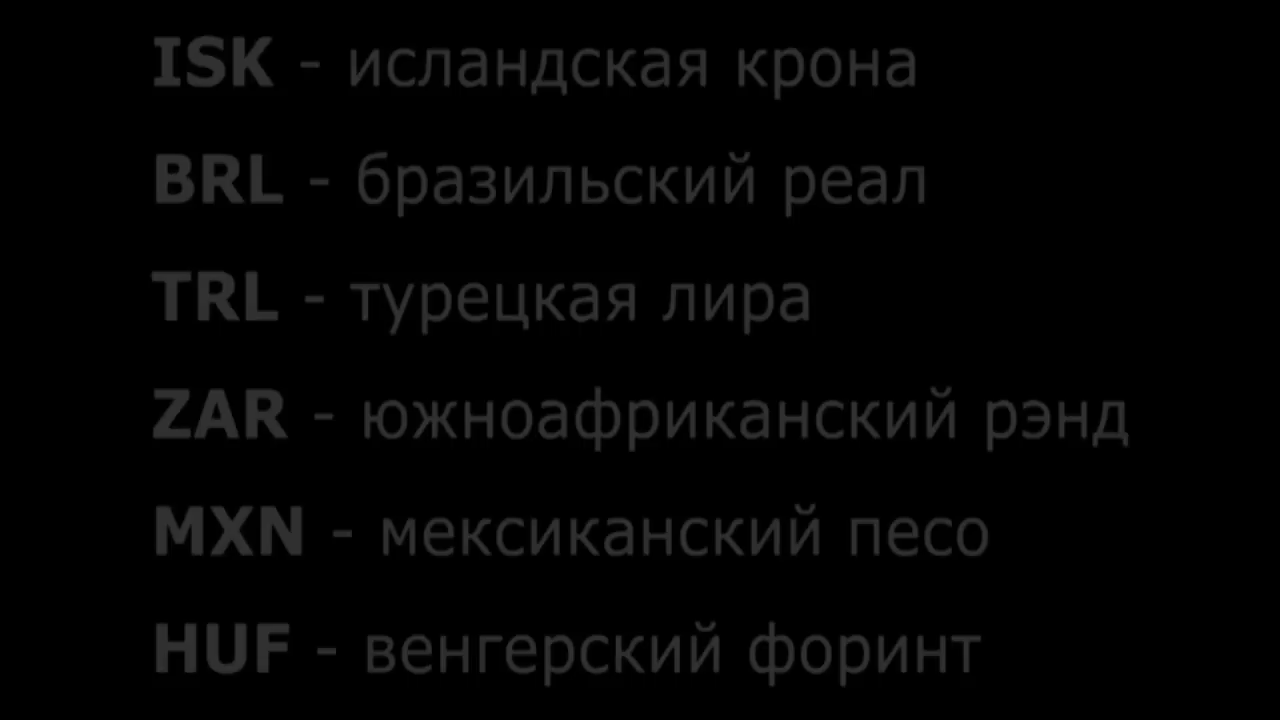 ISK - исландская крона
BRL - бразильский реал
TRL - турецкая лира
ZAR - южноафриканский рэнд
MXN - мексиканский песо
HUF - венгерский форинт